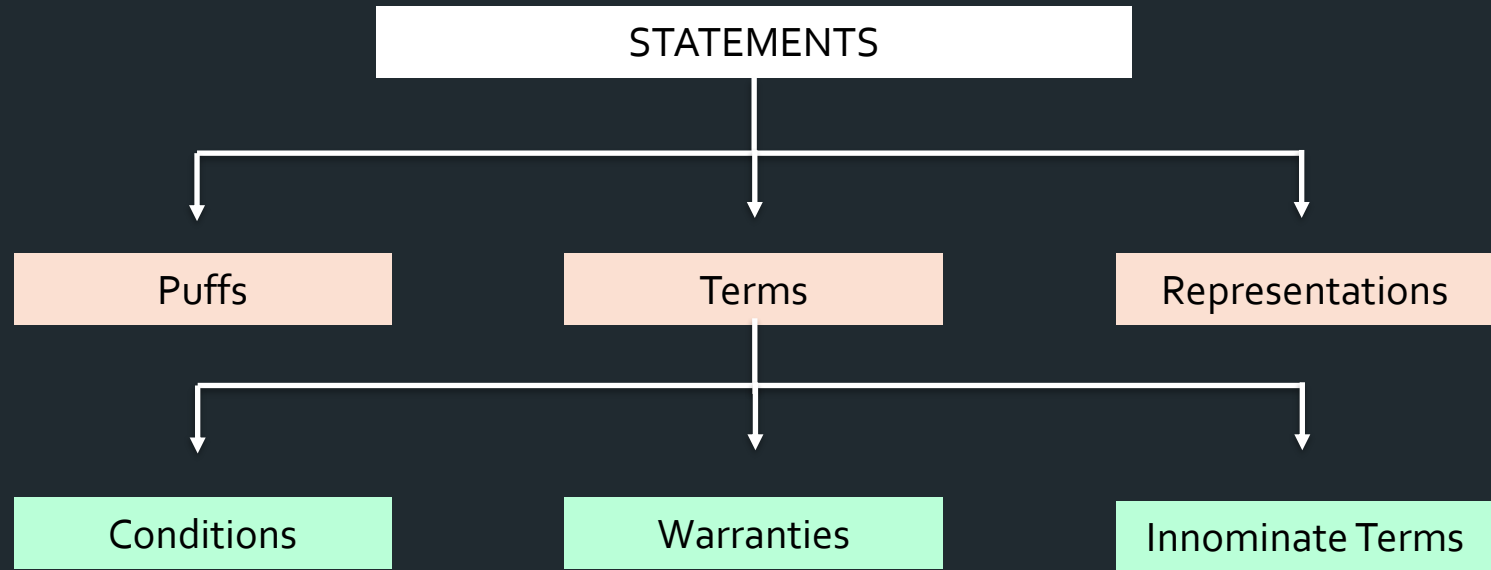 STATEMENTS
Puffs
Terms
Representations
Conditions
Warranties
Innominate Terms